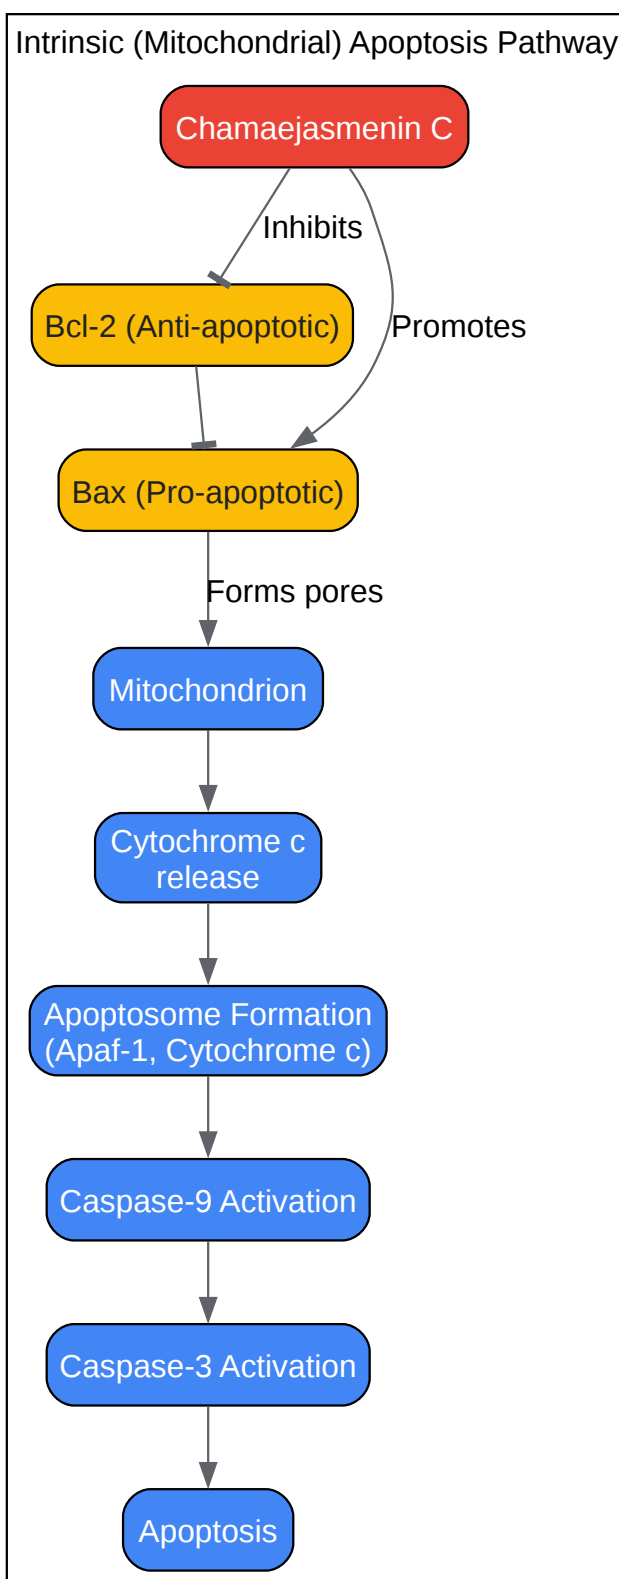 Intrinsic (Mitochondrial) Apoptosis Pathway
Chamaejasmenin C
Inhibits
Bcl-2 (Anti-apoptotic)
Promotes
Bax (Pro-apoptotic)
Forms pores
Mitochondrion
Cytochrome c
release
Apoptosome Formation
(Apaf-1, Cytochrome c)
Caspase-9 Activation
Caspase-3 Activation
Apoptosis